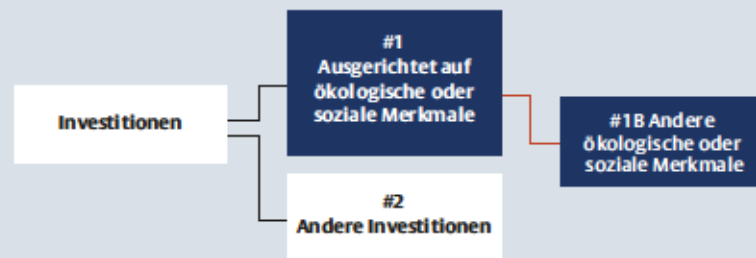 Investitionen
#1
Ausgerichtet auf
ökologische oder
soziale Merkmale
#1B Andere
ökologische oder
soziale Merkmale
#2
Andere Investitionen